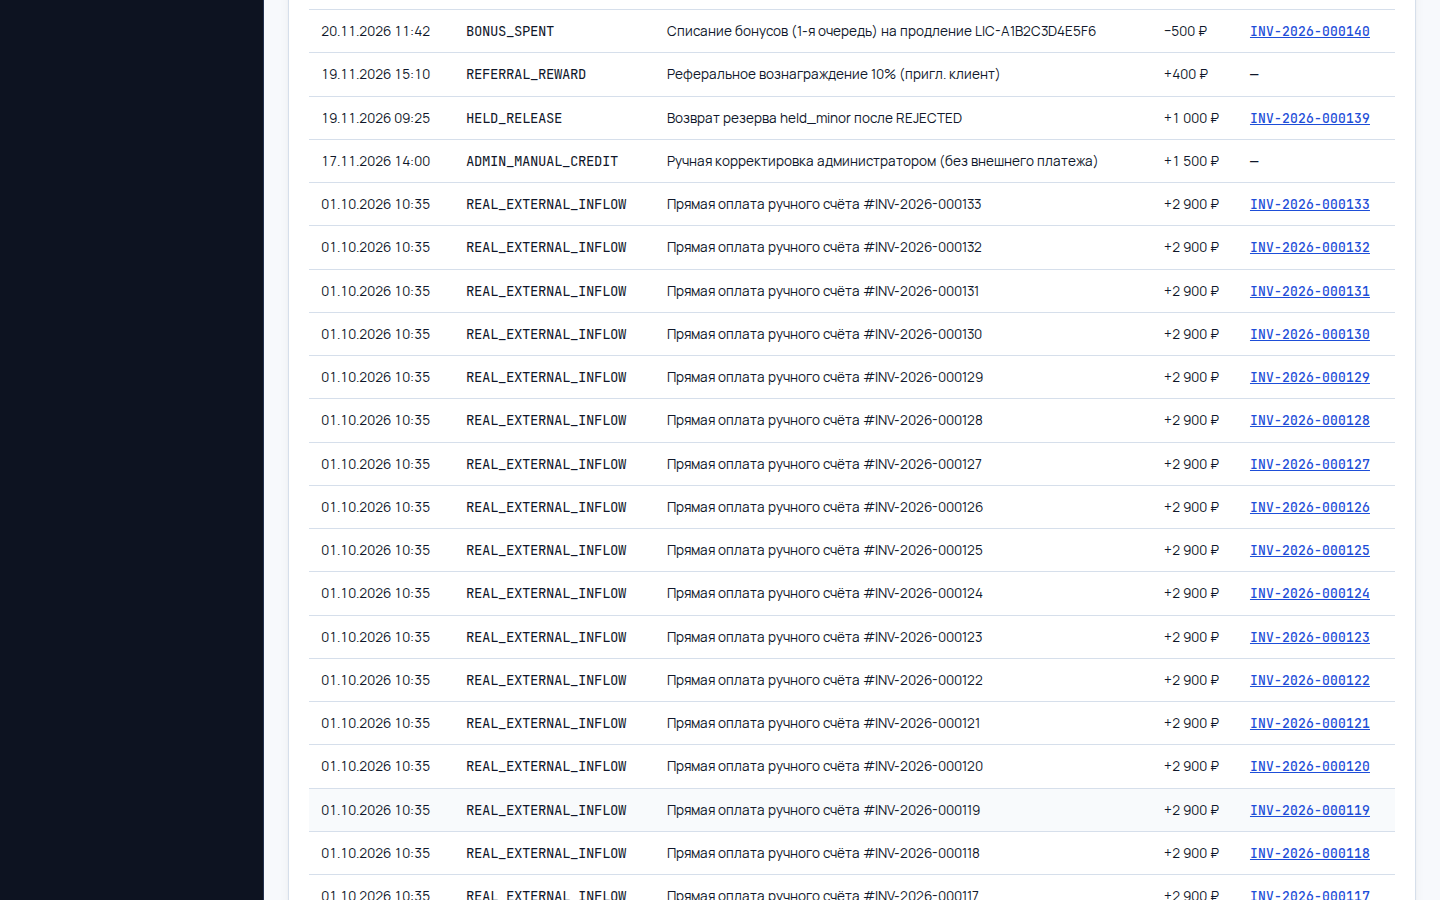 20.11.2026 11:42 BONUS_SPENT Списание бонусов (1-я очередь) на продление LIC-A1B2C3D4E5F6 −500 ₽ INV-2026-000140
19.11.2026 15:10 REFERRAL_REWARD Реферальное вознаграждение 10% (пригл. клиент) +400 ₽ —
19.11.2026 09:25 HELD_RELEASE Возврат резерва held_minor после REJECTED +1 000 ₽ INV-2026-000139
17.11.2026 14:00 ADMIN_MANUAL_CREDIT Ручная корректировка администратором (без внешнего платежа) +1 500 ₽ —
01.10.2026 10:35 REAL_EXTERNAL_INFLOW Прямая оплата ручного счёта #INV-2026-000133 +2 900 ₽ INV-2026-000133
01.10.2026 10:35 REAL_EXTERNAL_INFLOW Прямая оплата ручного счёта #INV-2026-000132 +2 900 ₽ INV-2026-000132
01.10.2026 10:35 REAL_EXTERNAL_INFLOW Прямая оплата ручного счёта #INV-2026-000131 +2 900 ₽ INV-2026-000131
01.10.2026 10:35 REAL_EXTERNAL_INFLOW Прямая оплата ручного счёта #INV-2026-000130 +2 900 ₽ INV-2026-000130
01.10.2026 10:35 REAL_EXTERNAL_INFLOW Прямая оплата ручного счёта #INV-2026-000129 +2 900 ₽ INV-2026-000129
01.10.2026 10:35 REAL_EXTERNAL_INFLOW Прямая оплата ручного счёта #INV-2026-000128 +2 900 ₽ INV-2026-000128
01.10.2026 10:35 REAL_EXTERNAL_INFLOW Прямая оплата ручного счёта #INV-2026-000127 +2 900 ₽ INV-2026-000127
01.10.2026 10:35 REAL_EXTERNAL_INFLOW Прямая оплата ручного счёта #INV-2026-000126 +2 900 ₽ INV-2026-000126
01.10.2026 10:35 REAL_EXTERNAL_INFLOW Прямая оплата ручного счёта #INV-2026-000125 +2 900 ₽ INV-2026-000125
01.10.2026 10:35 REAL_EXTERNAL_INFLOW Прямая оплата ручного счёта #INV-2026-000124 +2 900 ₽ INV-2026-000124
01.10.2026 10:35 REAL_EXTERNAL_INFLOW Прямая оплата ручного счёта #INV-2026-000123 +2 900 ₽ INV-2026-000123
01.10.2026 10:35 REAL_EXTERNAL_INFLOW Прямая оплата ручного счёта #INV-2026-000122 +2 900 ₽ INV-2026-000122
01.10.2026 10:35 REAL_EXTERNAL_INFLOW Прямая оплата ручного счёта #INV-2026-000121 +2 900 ₽ INV-2026-000121
01.10.2026 10:35 REAL_EXTERNAL_INFLOW Прямая оплата ручного счёта #INV-2026-000120 +2 900 ₽ INV-2026-000120
01.10.2026 10:35 REAL_EXTERNAL_INFLOW Прямая оплата ручного счёта #INV-2026-000119 +2 900 ₽ INV-2026-000119
01.10.2026 10:35 REAL_EXTERNAL_INFLOW Прямая оплата ручного счёта #INV-2026-000118 +2 900 ₽ INV-2026-000118
01.10.2026 10:35 REAL_EXTERNAL_INFLOW Прямая оплата ручного счёта #INV-2026-000117 +2 900 ₽ INV-2026-000117